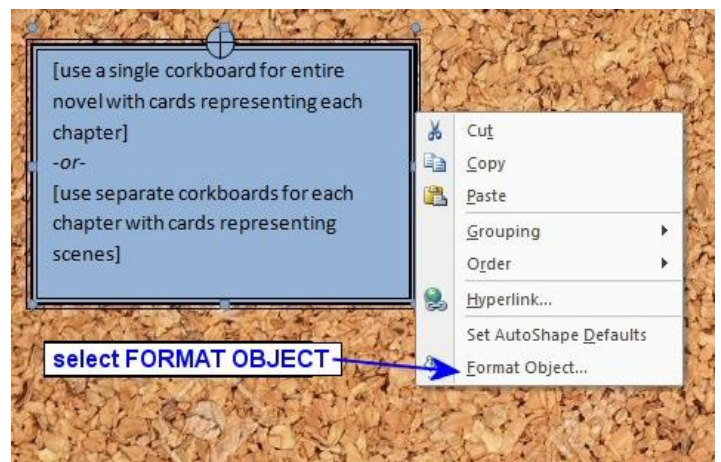 [use a single corkboard for entire
novel with cards representing each
chapter]
-or-
[use separate corkboards for each
chapter with cards representing
scenes]
Cut
Copy
Paste
Grouping
Order
Hyperlink...
Set AutoShape Defaults
Format Object...
select FORMAT OBJECT